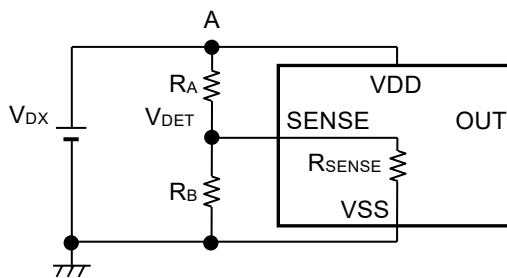 A
RA
VDD
VDX
VDET
SENSE
OUT
RSENSE
RB
VSS